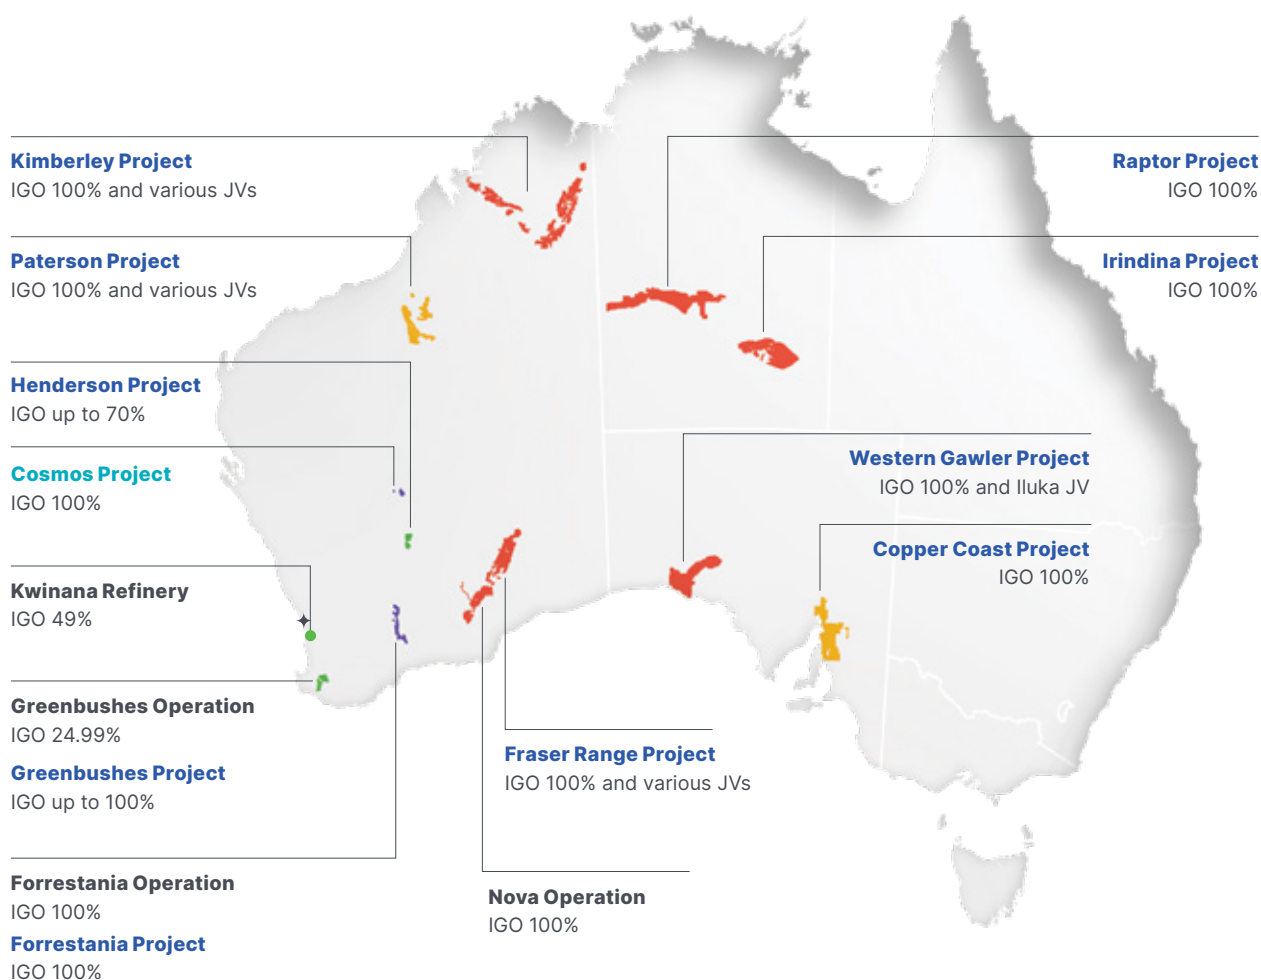 Kimberley Project
IGO 100% and various JVs
Paterson Project
IGO 100% and various JVs
Henderson Project
IGO up to 70%
Cosmos Project
IGO 100%
Kwinana Refinery
IGO 49%
Greenbushes Operation
IGO 24.99%
Greenbushes Project
IGO up to 100%
Forrestania Operation
IGO 100%
Forrestania Project
IGO 100%
Fraser Range Project
IGO 100% and various JVs
Nova Operation
IGO 100%
Raptor Project
IGO 100%
Irindina Project
IGO 100%
Western Gawler Project
IGO 100% and Iluka JV
Copper Coast Project
IGO 100%